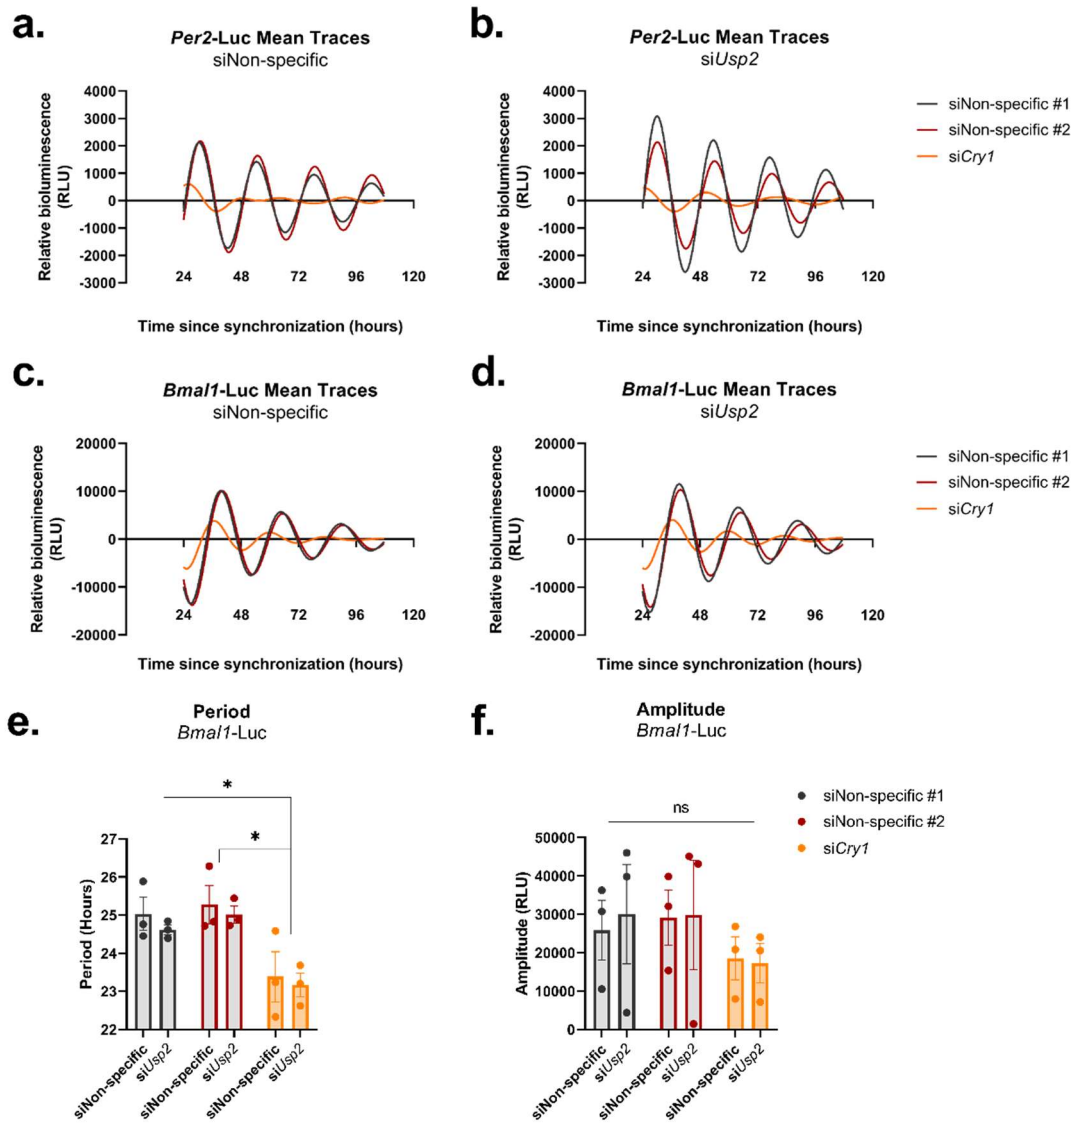 a.
Per2-Luc Mean Traces
siNon-specific
Relative bioluminescence
(RLU)
4000
3000
2000
1000
0
-1000
-2000
-3000
24
48
72
96
120
Time since synchronization (hours)
b.
Per2-Luc Mean Traces
siUsp2
Relative bioluminescence
(RLU)
4000
3000
2000
1000
0
-1000
-2000
-3000
24
48
72
96
120
Time since synchronization (hours)
siNon-specific #1
siNon-specific #2
siCry1
c.
Bmal1-Luc Mean Traces
siNon-specific
Relative bioluminescence
(RLU)
20000
10000
0
-10000
-20000
24
48
72
96
120
Time since synchronization (hours)
d.
Bmal1-Luc Mean Traces
siUsp2
Relative bioluminescence
(RLU)
20000
10000
0
-10000
-20000
24
48
72
96
120
Time since synchronization (hours)
siNon-specific #1
siNon-specific #2
siCry1
e.
Period
Bmal1-Luc
*
*
Period (Hours)
27
26
25
24
23
22
siNon-specific
siUsp2
siNon-specific
siUsp2
siNon-specific
siUsp2
f.
Amplitude
Bmal1-Luc
ns
Amplitude (RLU)
50000
40000
30000
20000
10000
0
siNon-specific
siUsp2
siNon-specific
siUsp2
siNon-specific
siUsp2
siNon-specific #1
siNon-specific #2
siCry1